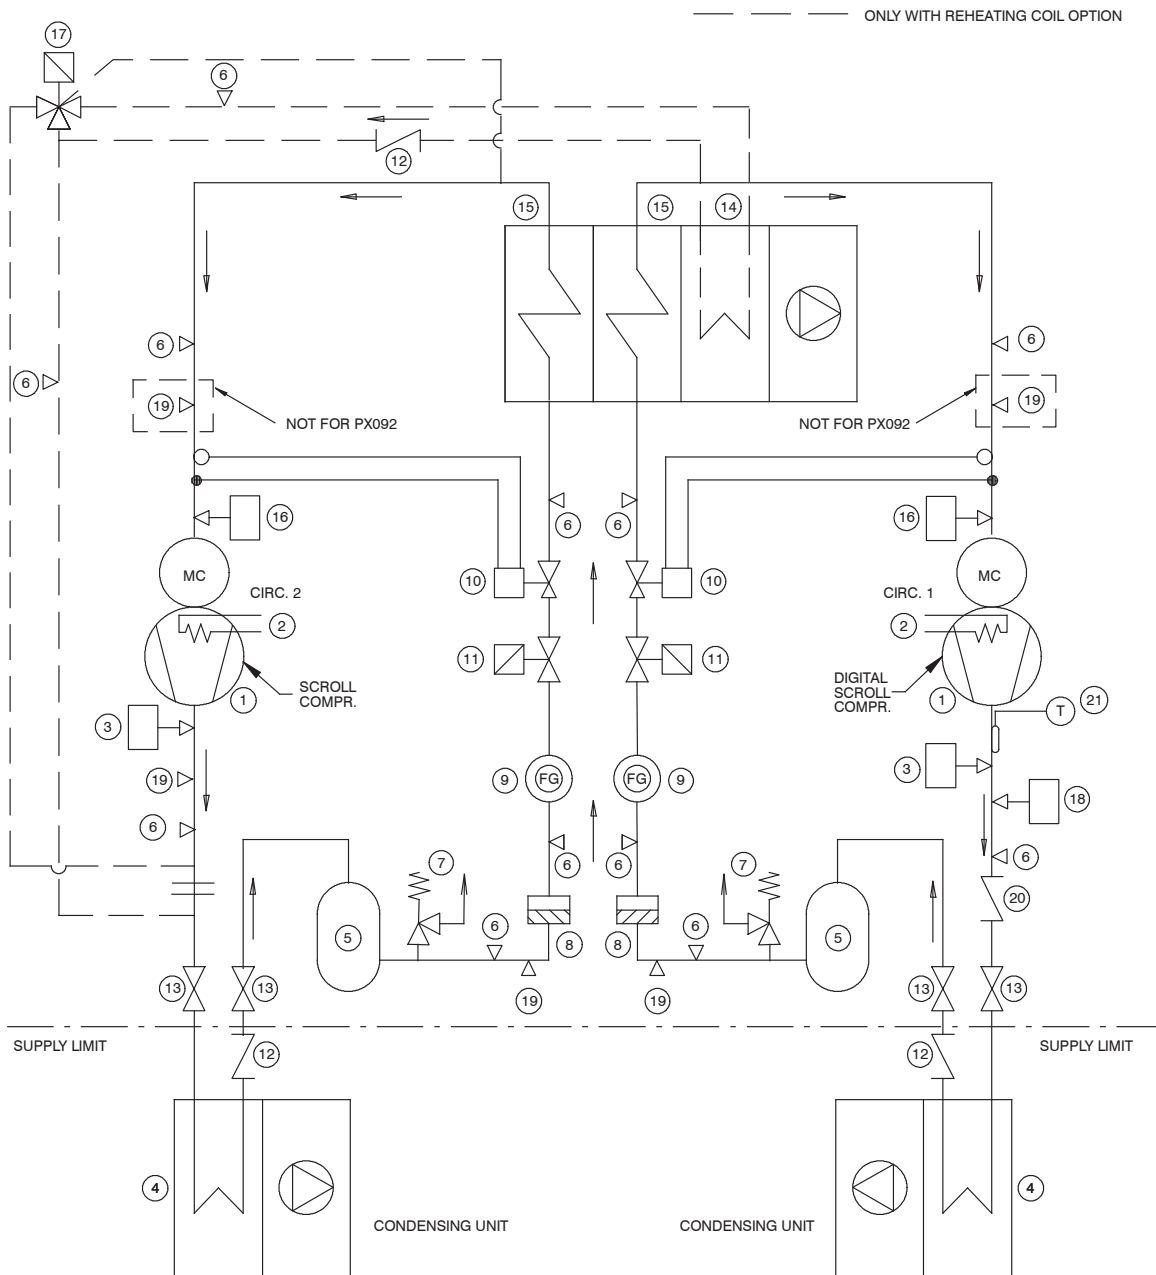 ONLY WITH REHEATING COIL OPTION
17
6
12
15 15 14
6 6
6
19 19
NOT FOR PX092 NOT FOR PX092
16 6 6 16
MC MC
10 10
CIRC. 2 CIRC. 1
2 2
11 11
SCROLL
COMPR.
DIGITAL
SCROLL
COMPR.
1 1
21
T
3 3
19 9 FG FG 9
18
6 7 6 6 7 6
20
5 6 8 8 6 5
13 13 19 19 13 13
SUPPLY LIMIT SUPPLY LIMIT
12 12
4 4
CONDENSING UNIT CONDENSING UNIT